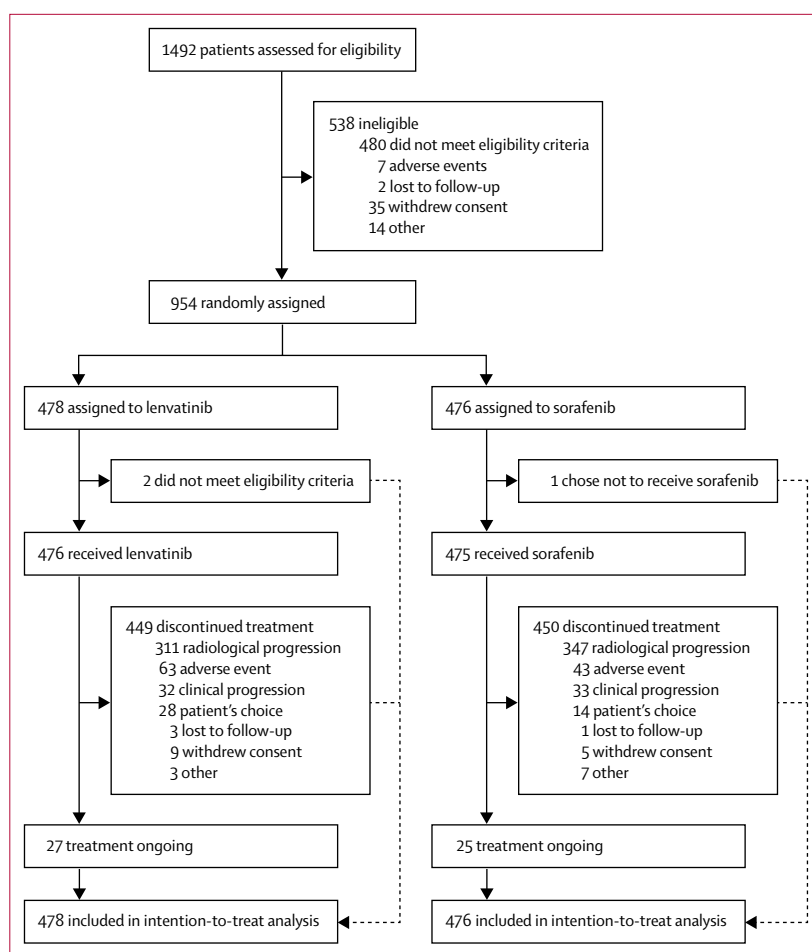 1492 patients assessed for eligibility
538 ineligible
480 did not meet eligibility criteria
7 adverse events
2 lost to follow-up
35 withdrew consent
14 other
954 randomly assigned
478 assigned to lenvatinib
476 assigned to sorafenib
2 did not meet eligibility criteria
1 chose not to receive sorafenib
476 received lenvatinib
475 received sorafenib
449 discontinued treatment
311 radiological progression
63 adverse event
32 clinical progression
28 patient's choice
3 lost to follow-up
9 withdrew consent
3 other
450 discontinued treatment
347 radiological progression
43 adverse event
33 clinical progression
14 patient's choice
1 lost to follow-up
5 withdrew consent
7 other
27 treatment ongoing
25 treatment ongoing
478 included in intention-to-treat analysis
476 included in intention-to-treat analysis